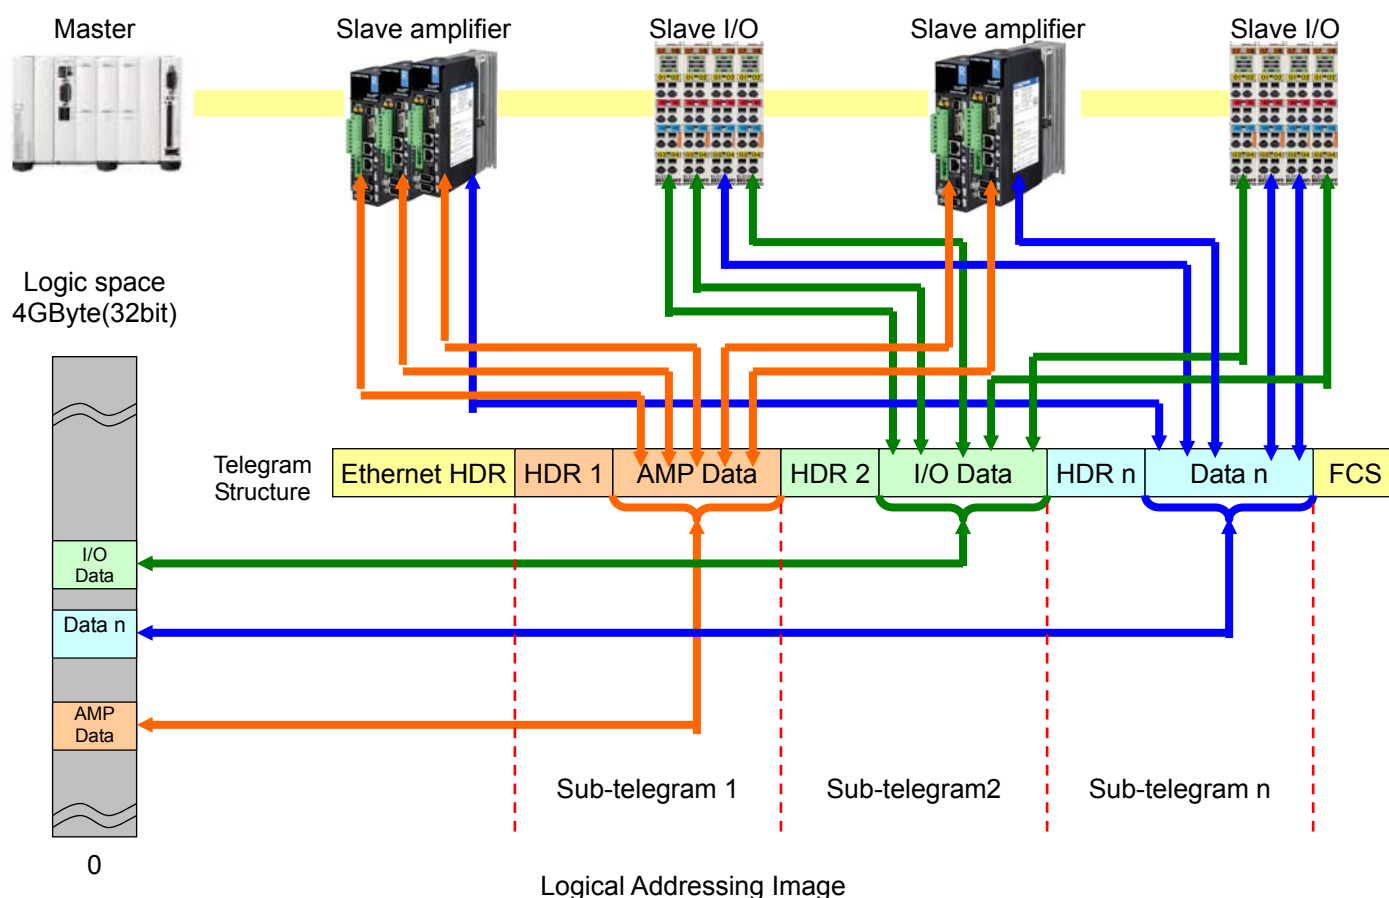 Master
Slave amplifier
Slave I/O
Slave amplifier
Slave I/O
Logic space
4GByte(32bit)
Telegram
Structure
Ethernet HDR
HDR 1
AMP Data
HDR 2
I/O Data
HDR n
Data n
FCS
I/O
Data
Data n
AMP
Data
Sub-telegram 1
Sub-telegram2
Sub-telegram n
0
Logical Addressing Image